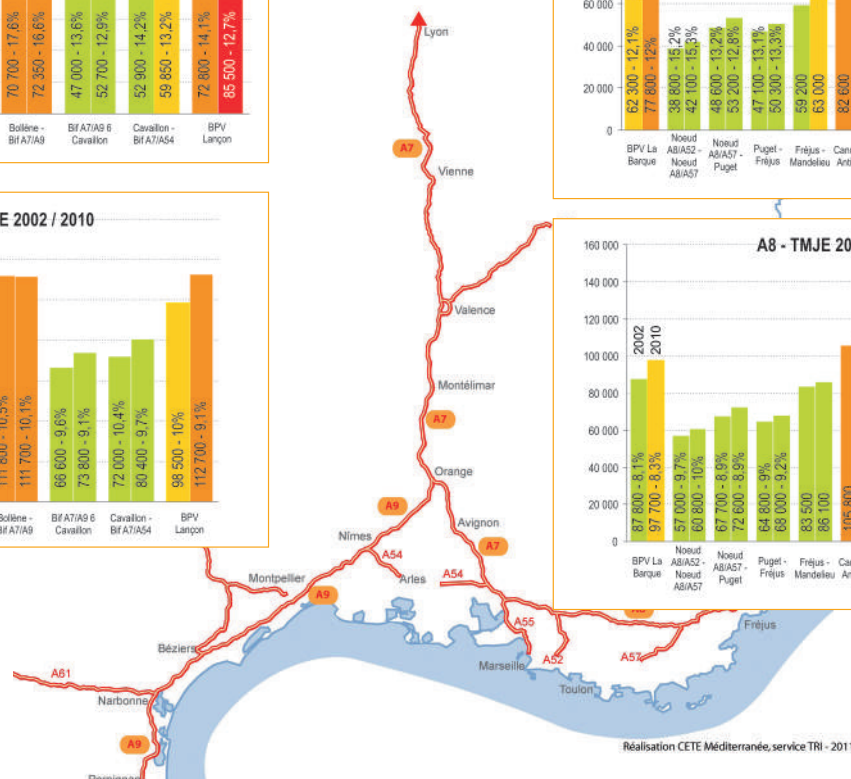 70 700 - 17,6%
72 350 - 16,6%
47 000 - 13,6%
52 700 - 12,9%
52 900 - 14,2%
59 850 - 13,2%
72 800 - 14,1%
85 500 - 12,7%
Bollène -
Bif A7/A9
Bif A7/A9 6
Cavaillon
Cavaillon -
Bif A7/A54
BPV
Lançon
60 000
40 000
20 000
0
62 300 - 12,1%
77 800 - 12%
38 800 - 15,2%
42 100 - 15,3%
48 600 - 13,2%
53 200 - 12,8%
47 100 - 13,1%
50 300 - 13,3%
59 200
63 000
82 600
BPV La
Barque
Noeud
A8/A52 -
Noeud
A8/A57
Noeud
A8/A57 -
Puget
Puget -
Fréjus
Fréjus -
Mandelieu
E 2002 / 2010
111 800 - 10,5%
111 700 - 10,1%
66 600 - 9,6%
73 800 - 9,1%
72 000 - 10,4%
80 400 - 9,7%
98 500 - 10%
112 700 - 9,1%
Bollène -
Bif A7/A9
Bif A7/A9 6
Cavaillon
Cavaillon -
Bif A7/A54
BPV
Lançon
A8 - TMJE 20
160 000
140 000
120 000
100 000
80 000
60 000
40 000
20 000
0
2002
2010
87 800 - 8,1%
97 700 - 8,3%
57 000 - 9,7%
60 800 - 10%
67 700 - 8,9%
72 600 - 8,9%
64 800 - 9%
68 000 - 9,2%
83 500
86 100
105 800
BPV La
Barque
Noeud
A8/A52 -
Noeud
A8/A57
Noeud
A8/A57 -
Puget
Puget -
Fréjus
Fréjus -
Mandelieu
Lyon
A7
Vienne
Valence
Montélimar
A7
Orange
A9
Avignon
Nîmes
A7
A54
A54
Arles
Montpellier
A9
A55
Fréjus
Béziers
Marseille
A52
A57
A61
Toulon
Narbonne
A9
Réalisation CETE Méditerranée, service TRI - 2011